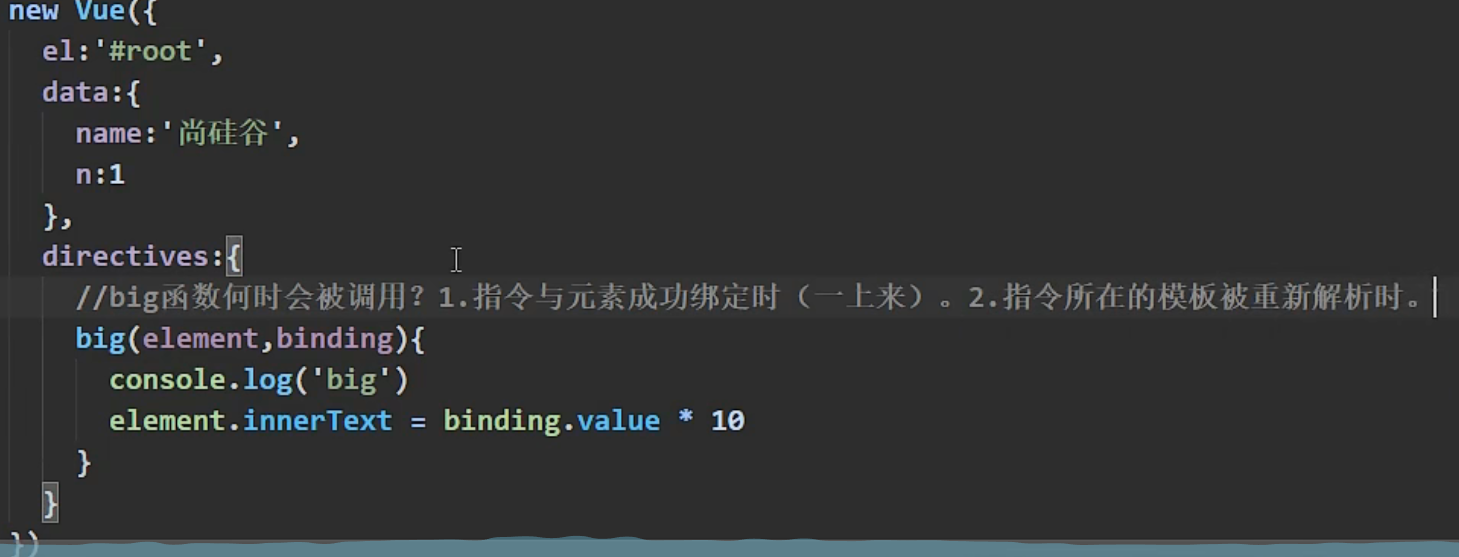 new Vue({
el:'#root',
data:{
name:'尚硅谷',
n:1
},
directives:{
//big函数何时会被调用？1.指令与元素成功绑定时（一上来）。2.指令所在的模板被重新解析时。
big(element,binding){
console.log('big')
element.innerText = binding.value * 10
}
}
})